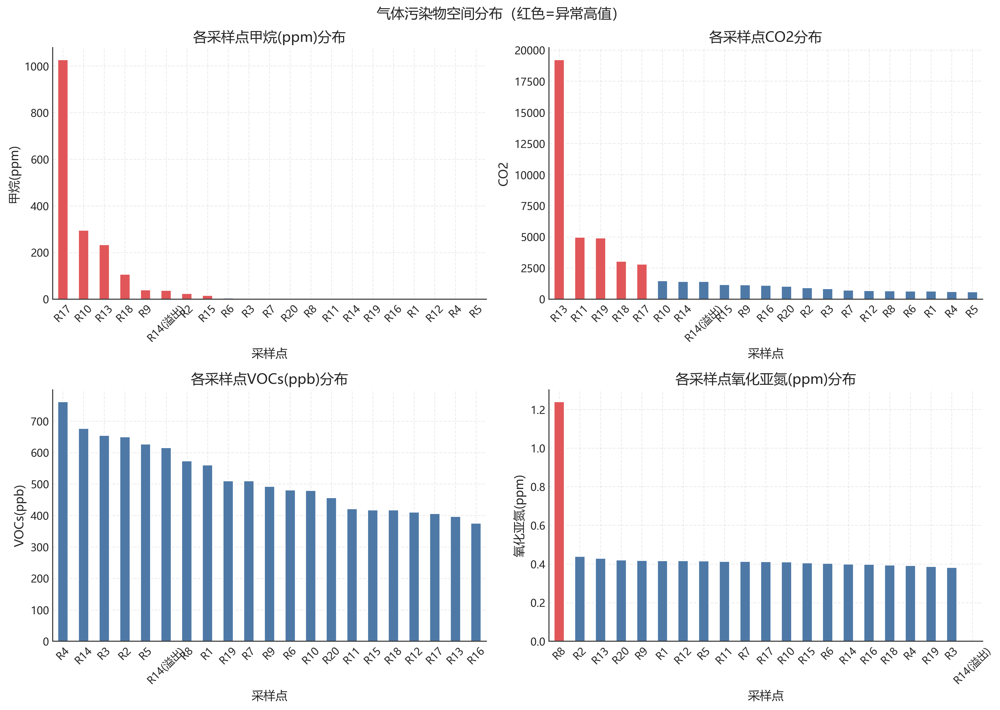 气体污染物空间分布（红色=异常高值）
各采样点甲烷(ppm)分布
甲烷(ppm)
1000
800
600
400
200
0
R17 R10 R13 R18 R9 R14(溢出) R2 R15 R6 R3 R7 R20 R8 R11 R14 R19 R16 R1 R12 R4 R5
采样点
各采样点CO2分布
CO2
20000
17500
15000
12500
10000
7500
5000
2500
0
R13 R11 R19 R18 R17 R10 R14 R14(溢出) R15 R9 R16 R20 R2 R3 R7 R12 R8 R6 R1 R4 R5
采样点
各采样点VOCs(ppb)分布
VOCs(ppb)
700
600
500
400
300
200
100
0
R4 R14 R3 R2 R5 R14(溢出) R8 R1 R19 R7 R9 R6 R10 R20 R11 R15 R18 R12 R17 R13 R16
采样点
各采样点氧化亚氮(ppm)分布
氧化亚氮(ppm)
1.2
1.0
0.8
0.6
0.4
0.2
0.0
R8 R2 R13 R20 R9 R1 R12 R5 R11 R7 R17 R10 R15 R6 R14 R16 R18 R4 R19 R3 R14(溢出)
采样点